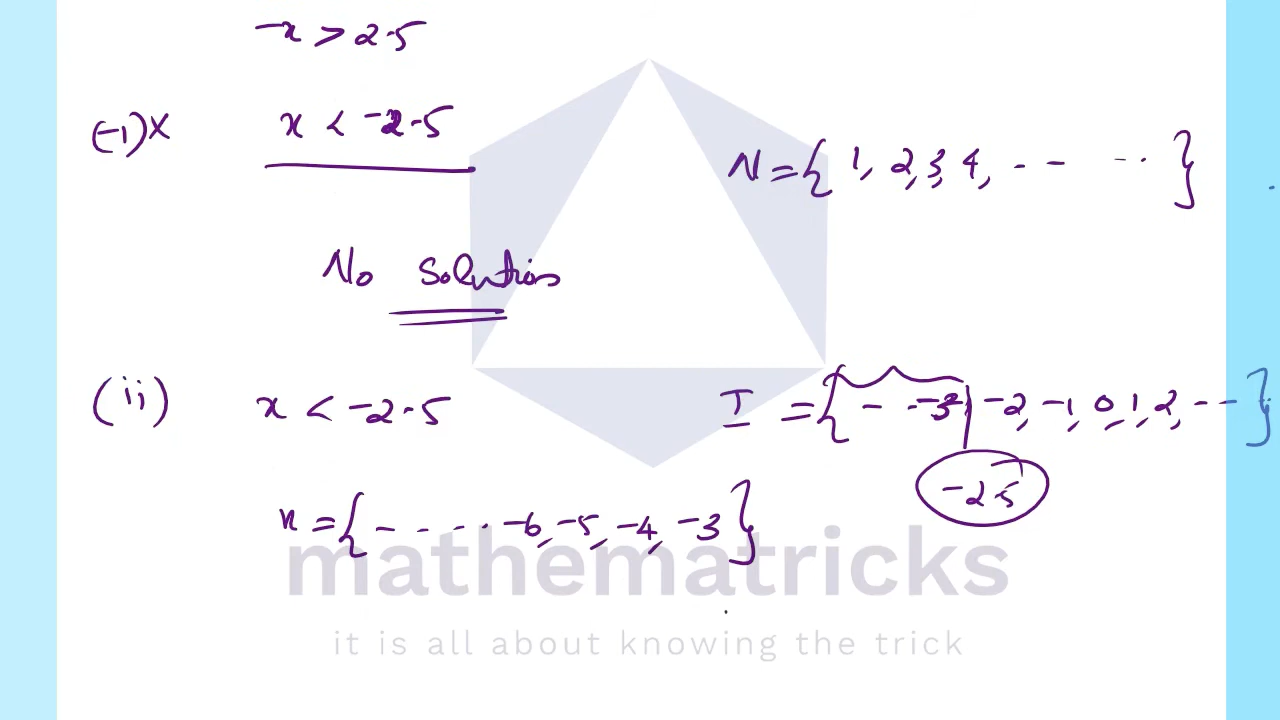 -x > 2.5
(-1)X x < -2.5
N = { 1, 2, 3, 4, - - - - }
No Solution
(ii) x < -2.5
I = { - - -3, -2, -1, 0, 1, 2, - - }
-2.5
x = { - - - - -6, -5, -4, -3 }
mathematricks
it is all about knowing the trick